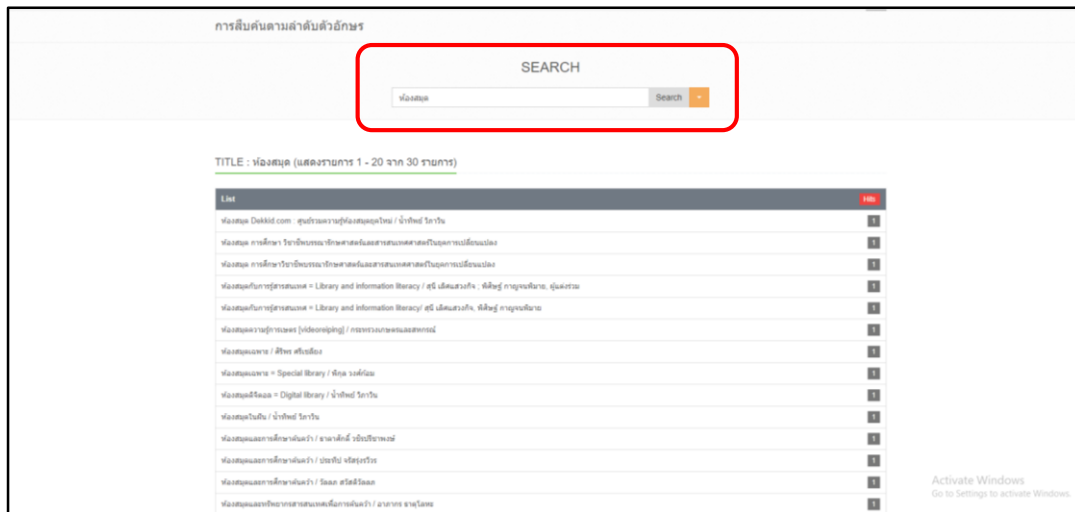 การสืบค้นตามลำดับตัวอักษร
SEARCH
ห้องสมุด Search
TITLE : ห้องสมุด (แสดงรายการ 1 - 20 จาก 30 รายการ)
List Hits
ห้องสมุด Dekkid.com : ศูนย์รวมความรู้ห้องสมุดยุคใหม่ / น้ำทิพย์ วิภาวิน 1
ห้องสมุด การศึกษา วิชาชีพบรรณารักษศาสตร์และสารสนเทศศาสตร์ในยุคการเปลี่ยนแปลง 1
ห้องสมุด การศึกษาวิชาชีพบรรณารักษศาสตร์และสารสนเทศศาสตร์ในยุคการเปลี่ยนแปลง 1
ห้องสมุดกับการรู้สารสนเทศ = Library and information literacy / สุนี เลิศแสวงกิจ ; พิศิษฐ์ กาญจนพิมาย, ผู้แต่งร่วม 1
ห้องสมุดกับการรู้สารสนเทศ = Library and information literacy/ สุนี เลิศแสวงกิจ, พิศิษฐ์ กาญจนพิมาย 1
ห้องสมุดความรู้การเกษตร [videoreiping] / กระทรวงเกษตรและสหกรณ์ 1
ห้องสมุดเฉพาะ / ศิริพร ศรีเชลียง 1
ห้องสมุดเฉพาะ = Special library / พิกุล วงศ์ก้อม 1
ห้องสมุดดิจิตอล = Digital library / น้ำทิพย์ วิภาวิน 1
ห้องสมุดในฝัน / น้ำทิพย์ วิภาวิน 1
ห้องสมุดและการศึกษาค้นคว้า / ธาดาศักดิ์ วชิรปรีชาพงษ์ 1
ห้องสมุดและการศึกษาค้นคว้า / ประทีป จรัสรุ่งรวีวร 1
ห้องสมุดและการศึกษาค้นคว้า / วัลลภ สวัสดิวัลลภ 1
ห้องสมุดและทรัพยากรสารสนเทศเพื่อการค้นคว้า / อาภากร ธาตุโลหะ 1
Activate Windows
Go to Settings to activate Windows.